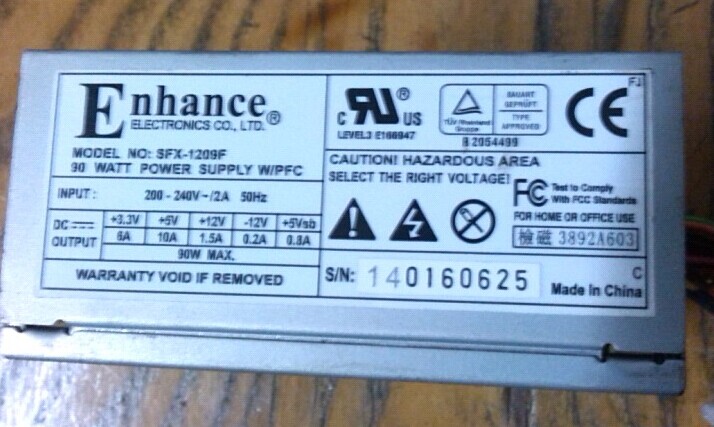 Enhance®
ELECTRONICS CO., LTD.
MODEL NO: SFX-1209F
90 WATT POWER SUPPLY W/PFC
INPUT: 200-240V~/2A 50Hz
DC OUTPUT
+3.3V +5V +12V -12V +5Vsb
6A 10A 1.5A 0.2A 0.8A
90W MAX.
WARRANTY VOID IF REMOVED
FJ
c RU ® US
LEVEL3 E166947
TÜV Rheinland
Gruppe
BAUART
GEPRÜFT
TYPE
APPROVED
R 2054499
CE
CAUTION! HAZARDOUS AREA
SELECT THE RIGHT VOLTAGE!
FC Test to Comply
With FCC Standards
FOR HOME OR OFFICE USE
檢磁 3892A603
S/N: 140160625
C
Made In China